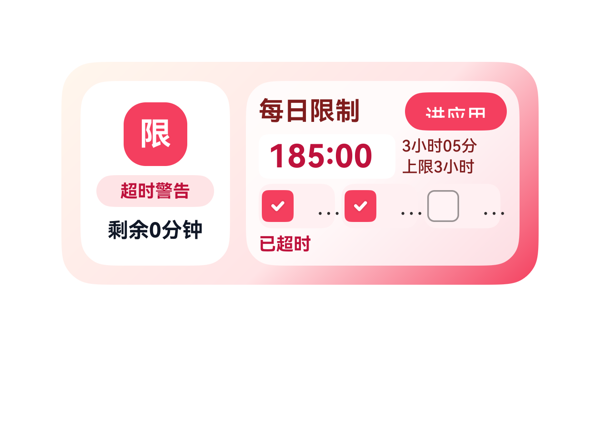 限
超时警告
剩余0分钟
每日限制
进应用
185:00
3小时05分
上限3小时
...
...
...
已超时